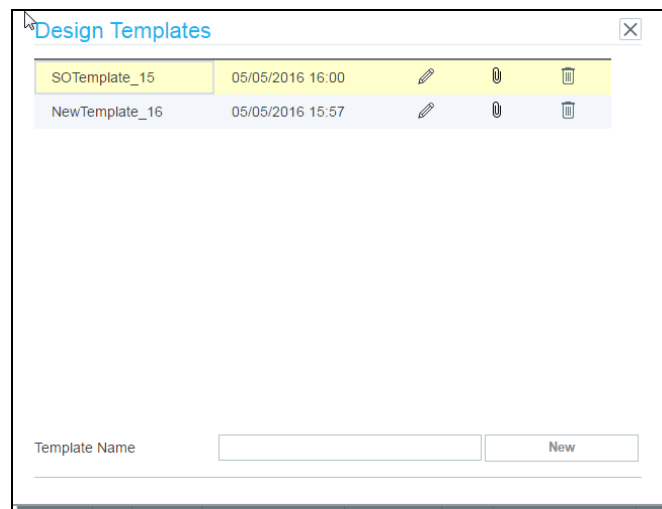 Design Templates
SOTemplate_15 05/05/2016 16:00
NewTemplate_16 05/05/2016 15:57
Template Name New